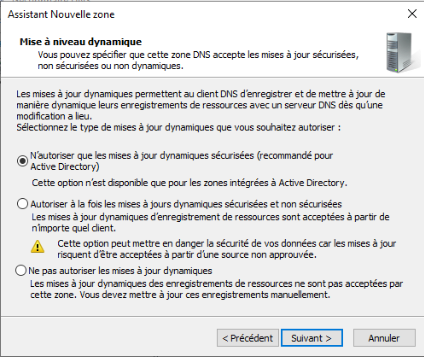 Assistant Nouvelle zone
Mise à niveau dynamique
Vous pouvez spécifier que cette zone DNS accepte les mises à jour sécurisées,
non sécurisées ou non dynamiques.
Les mises à jour dynamiques permettent au client DNS d'enregistrer et de mettre à jour de
manière dynamique leurs enregistrements de ressources avec un serveur DNS dès qu'une
modification a lieu.
Sélectionnez le type de mises à jour dynamiques que vous souhaitez autoriser :
N'autoriser que les mises à jour dynamiques sécurisées (recommandé pour
Active Directory)
Cette option n'est disponible que pour les zones intégrées à Active Directory.
Autoriser à la fois les mises à jours dynamiques sécurisées et non sécurisées
Les mises à jour dynamiques d'enregistrement de ressources sont acceptées à partir de
n'importe quel client.
Cette option peut mettre en danger la sécurité de vos données car les mises à jour
risquent d'être acceptées à partir d'une source non approuvée.
Ne pas autoriser les mises à jour dynamiques
Les mises à jour dynamiques des enregistrements de ressources ne sont pas acceptées par
cette zone. Vous devez mettre à jour ces enregistrements manuellement.
< Précédent
Suivant >
Annuler